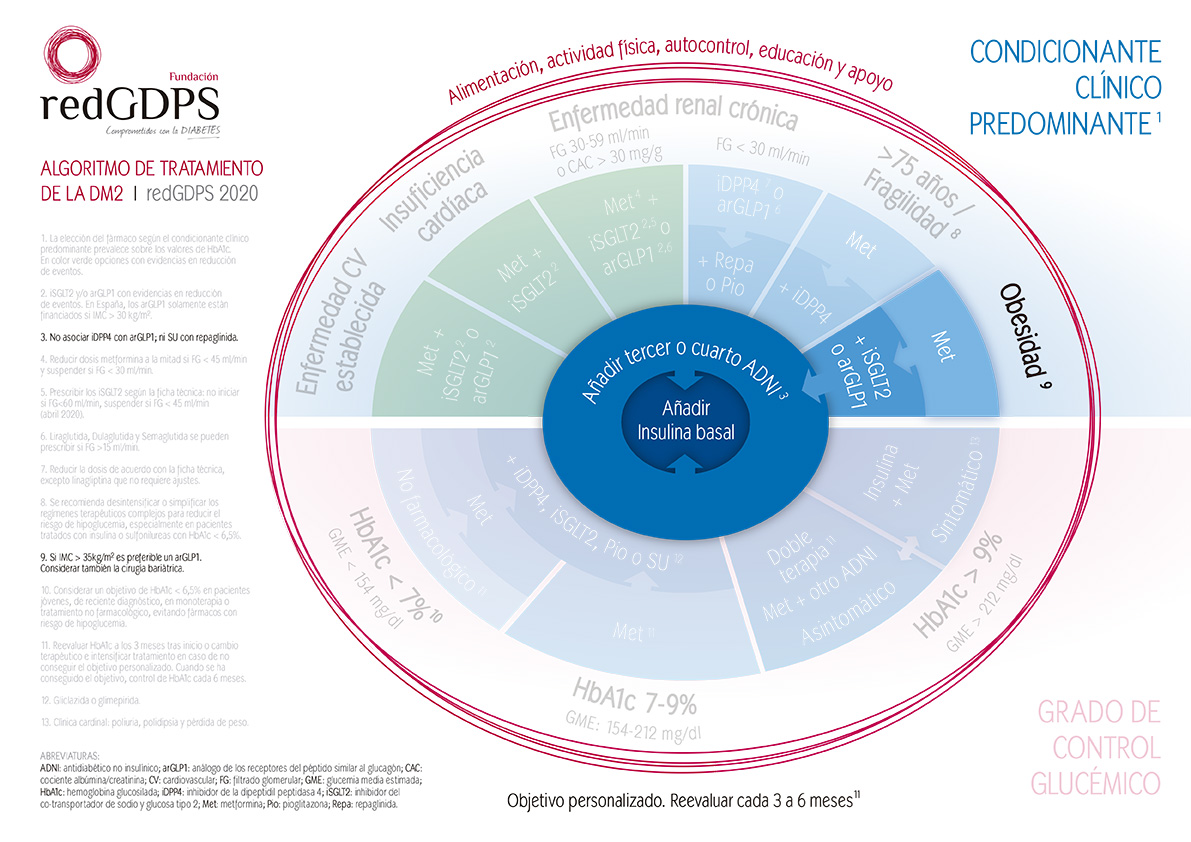 Fundación
redGDPS
Comprometidos con la DIABETES
ALGORITMO DE TRATAMIENTO
DE LA DM2 | redGDPS 2020
1. La elección del fármaco según el condicionante clínico
predominante prevalece sobre los valores de HbA1c.
En color verde opciones con evidencias en reducción
de eventos.
2. iSGLT2 y/o arGLP1 con evidencias en reducción
de eventos. En España, los arGLP1 solamente están
financiados si IMC > 30 kg/m².
3. No asociar iDPP4 con arGLP1; ni SU con repaglinida.
4. Reducir dosis metformina a la mitad si FG < 45 ml/min
y suspender si FG < 30 ml/min.
5. Prescribir los iSGLT2 según la ficha técnica: no iniciar
si FG<60 ml/min, suspender si FG < 45 ml/min
(abril 2020).
6. Liraglutida, Dulaglutida y Semaglutida se pueden
prescribir si FG >15 ml/min.
7. Reducir la dosis de acuerdo con la ficha técnica,
excepto linagliptina que no requiere ajustes.
8. Se recomienda desintensificar o simplificar los
regímenes terapéuticos complejos para reducir el
riesgo de hipoglucemia, especialmente en pacientes
tratados con insulina o sulfonilureas con HbA1c < 6,5%.
9. Si IMC > 35kg/m² es preferible un arGLP1.
Considerar también la cirugía bariátrica.
10. Considerar un objetivo de HbA1c < 6,5% en pacientes
jóvenes, de reciente diagnóstico, en monoterapia o
tratamiento no farmacológico, evitando fármacos con
riesgo de hipoglucemia.
11. Reevaluar HbA1c a los 3 meses tras inicio o cambio
terapéutico e intensificar tratamiento en caso de no
conseguir el objetivo personalizado. Cuando se ha
conseguido el objetivo, control de HbA1c cada 6 meses.
12. Gliclazida o glimepirida.
13. Clínica cardinal: poliuria, polidipsia y pérdida de peso.
ABREVIATURAS:
ADNI: antidiabético no insulínico; arGLP1: análogo de los receptores del péptido similar al glucagón; CAC:
cociente albúmina/creatinina; CV: cardiovascular; FG: filtrado glomerular; GME: glucemia media estimada;
HbA1c: hemoglobina glucosilada; iDPP4: inhibidor de la dipeptidil peptidasa 4; iSGLT2: inhibidor del
co-transportador de sodio y glucosa tipo 2; Met: metformina; Pio: pioglitazona; Repa: repaglinida.
Alimentación, actividad física, autocontrol, educación y apoyo
CONDICIONANTE
CLÍNICO
PREDOMINANTE ¹
Enfermedad CV
establecida
Insuficiencia
cardíaca
Enfermedad renal crónica
FG 30-59 ml/min
o CAC > 30 mg/g
FG < 30 ml/min
>75 años /
Fragilidad ⁸
Obesidad ⁹
Met +
iSGLT2 ² o
arGLP1 ²
Met +
iSGLT2 ²
Met ⁴ +
iSGLT2 ²,⁵ o
arGLP1 ²,⁶
iDPP4 ⁷ o
arGLP1 ⁶
+ Repa
o Pio
Met
+ iDPP4
Met
+ iSGLT2
o arGLP1
Añadir tercer o cuarto ADNI ³
Añadir
Insulina basal
No farmacológico ¹¹
Met
+ iDPP4, iSGLT2, Pio o SU ¹²
Met ¹¹
Doble
terapia ¹¹
Met + otro ADNI
Asintomático
Insulina
+ Met
Sintomático ¹³
HbA1c < 7% ¹⁰
GME < 154 mg/dl
HbA1c 7-9%
GME: 154-212 mg/dl
HbA1c > 9%
GME > 212 mg/dl
GRADO DE
CONTROL
GLUCÉMICO
Objetivo personalizado. Reevaluar cada 3 a 6 meses¹¹